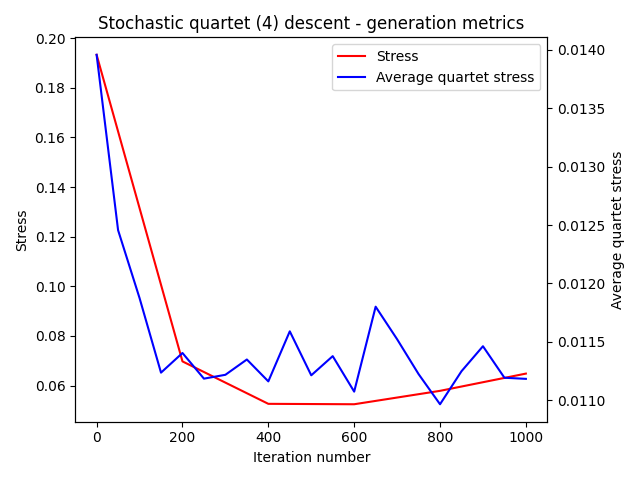 Stochastic quartet (4) descent - generation metrics
Stress
Average quartet stress
0.20
0.18
0.16
0.14
0.12
0.10
0.08
0.06
Stress
0.0140
0.0135
0.0130
0.0125
0.0120
0.0115
0.0110
Average quartet stress
0 200 400 600 800 1000
Iteration number